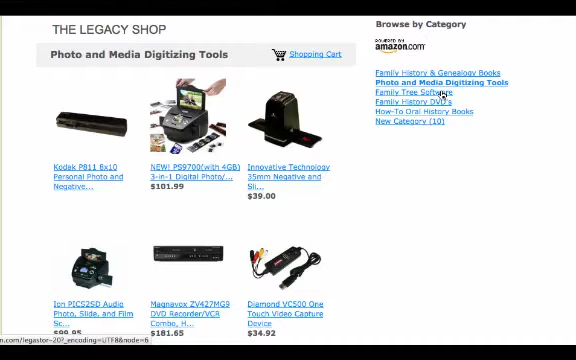 THE LEGACY SHOP
Photo and Media Digitizing Tools
Shopping Cart
Kodak P811 8x10
Personal Photo and
Negative...
NEW! PS9700(with 4GB)
3-in-1 Digital Photo/...
$101.99
Innovative Technology
35mm Negative and
Sli...
$39.00
Ion PICS2SD Audio
Photo, Slide, and Film
Sc...
$99.95
Magnavox ZV427MG9
DVD Recorder/VCR
Combo, H...
$181.65
Diamond VC500 One
Touch Video Capture
Device
$34.92
Browse by Category
POWERED BY
amazon.com
Family History & Genealogy Books
Photo and Media Digitizing Tools
Family Tree Software
Family History DVD's
How-To Oral History Books
New Category (10)
n.com/legastor-20?_encoding=UTF8&node=6